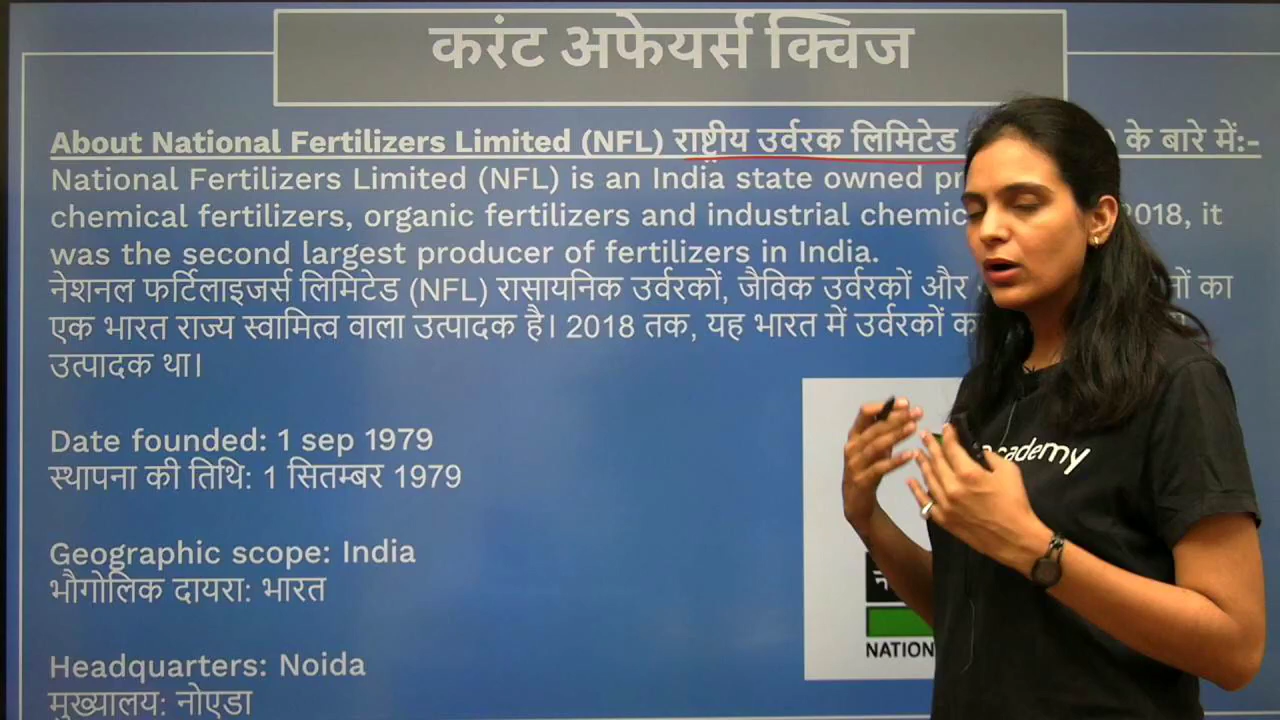 करंट अफेयर्स क्विज
About National Fertilizers Limited (NFL) राष्ट्रीय उर्वरक लिमिटेड के बारे में:-
National Fertilizers Limited (NFL) is an India state owned
chemical fertilizers, organic fertilizers and industrial 2018, it
was the second largest producer of fertilizers in India.
नेशनल फर्टिलाइजर्स लिमिटेड (NFL) रासायनिक उर्वरकों, जैविक उर्वरकों और का
एक भारत राज्य स्वामित्व वाला उत्पादक है। 2018 तक, यह भारत में उर्वरकों
उत्पादक था।
Date founded: 1 sep 1979
स्थापना की तिथि: 1 सितम्बर 1979
academy
Geographic scope: India
भौगोलिक दायरा: भारत
NATION
Headquarters: Noida
मुख्यालय: नोएडा